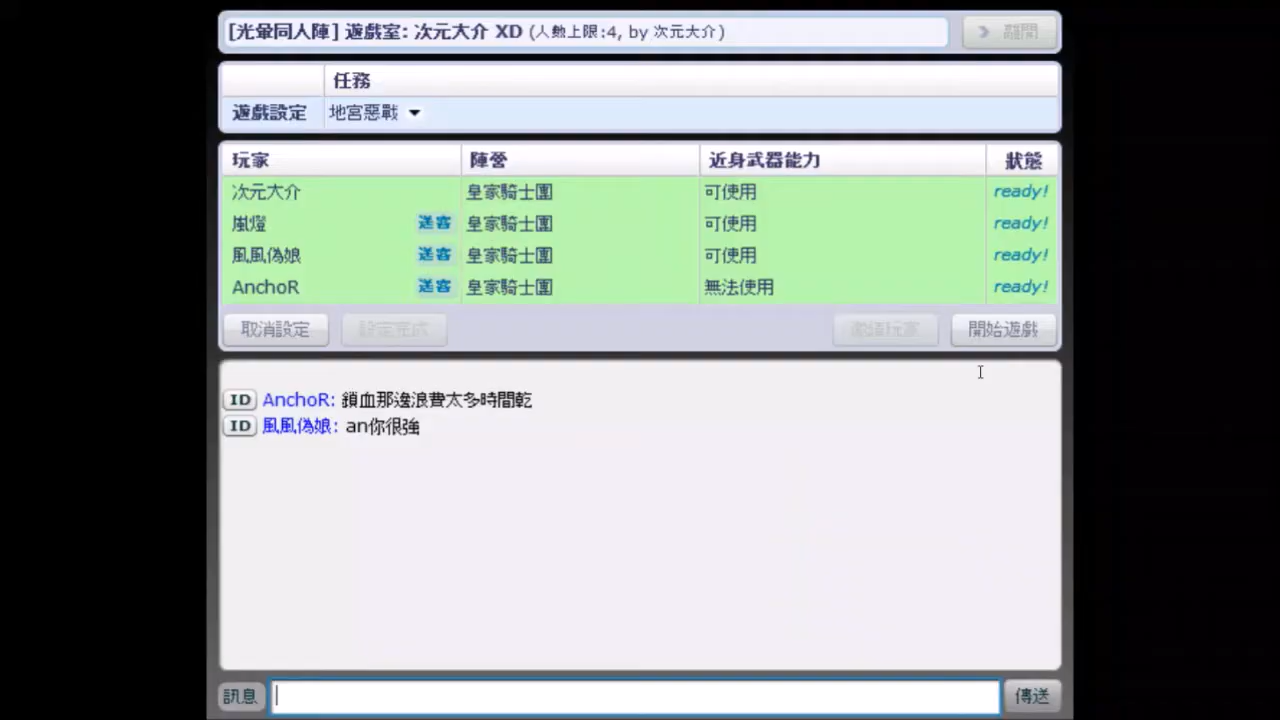 [光暈同人陣] 遊戲室: 次元大介 XD (人數上限:4, by 次元大介)
離開
任務
遊戲設定 地宮惡戰
玩家 陣營 近身武器能力 狀態
次元大介 皇家騎士團 可使用 ready!
嵐燈 送客 皇家騎士團 可使用 ready!
風風偽娘 送客 皇家騎士團 可使用 ready!
AnchoR 送客 皇家騎士團 無法使用 ready!
取消設定 設定完成 邀請玩家 開始遊戲
ID AnchoR: 鎖血那邊浪費太多時間乾
ID 風風偽娘: an你很強
訊息 傳送